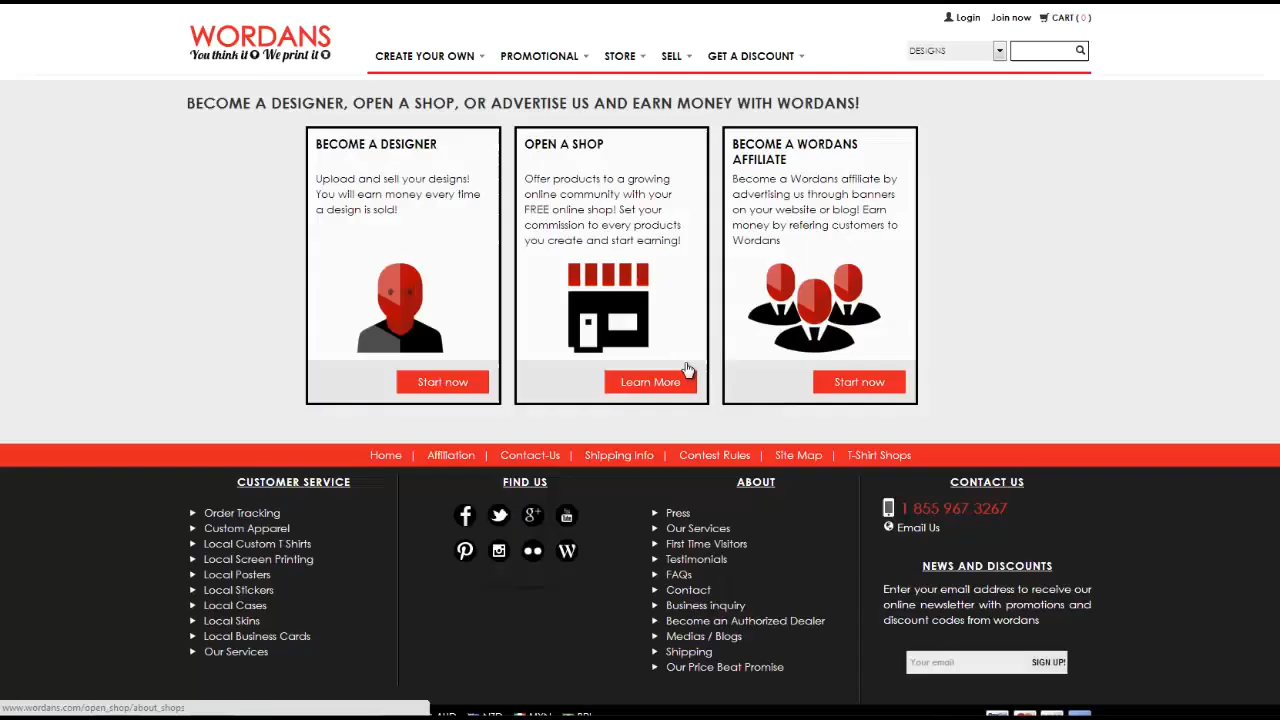 Login Join now CART ( 0 )
WORDANS
You think it We print it
CREATE YOUR OWN PROMOTIONAL STORE SELL GET A DISCOUNT
DESIGNS
BECOME A DESIGNER, OPEN A SHOP, OR ADVERTISE US AND EARN MONEY WITH WORDANS!
BECOME A DESIGNER
Upload and sell your designs!
You will earn money every time
a design is sold!
Start now
OPEN A SHOP
Offer products to a growing
online community with your
FREE online shop! Set your
commission to every products
you create and start earning!
Learn More
BECOME A WORDANS
AFFILIATE
Become a Wordans affiliate by
advertising us through banners
on your website or blog! Earn
money by refering customers to
Wordans
Start now
Home | Affiliation | Contact-Us | Shipping Info | Contest Rules | Site Map | T-Shirt Shops
CUSTOMER SERVICE
Order Tracking
Custom Apparel
Local Custom T Shirts
Local Screen Printing
Local Posters
Local Stickers
Local Cases
Local Skins
Local Business Cards
Our Services
FIND US
ABOUT
Press
Our Services
First Time Visitors
Testimonials
FAQs
Contact
Business inquiry
Become an Authorized Dealer
Medias / Blogs
Shipping
Our Price Beat Promise
CONTACT US
1 855 967 3267
Email Us
NEWS AND DISCOUNTS
Enter your email address to receive our
online newsletter with promotions and
discount codes from wordans
Your email SIGN UP!
www.wordans.com/open_shop/about_shops